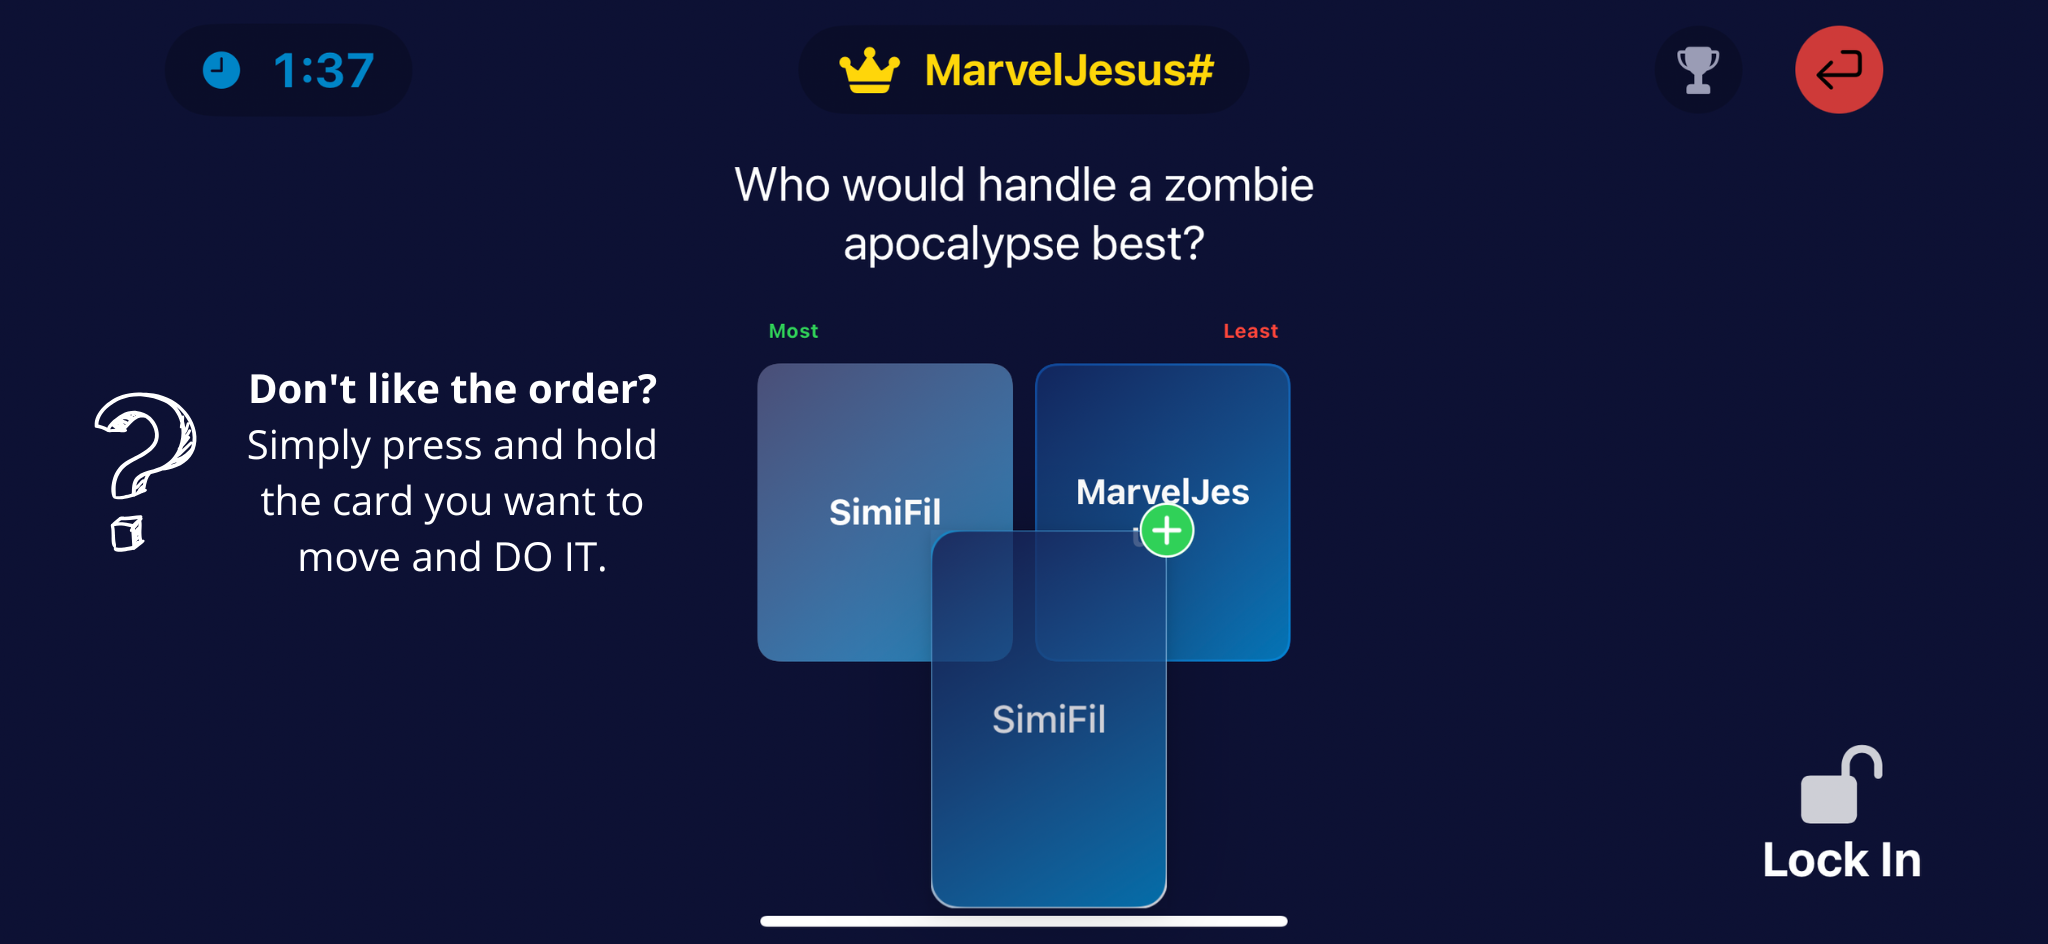 1:37
MarvelJesus#
Who would handle a zombie
apocalypse best?
Most
Least
Don't like the order?
Simply press and hold
the card you want to
move and DO IT.
SimiFil
MarvelJes
SimiFil
Lock In